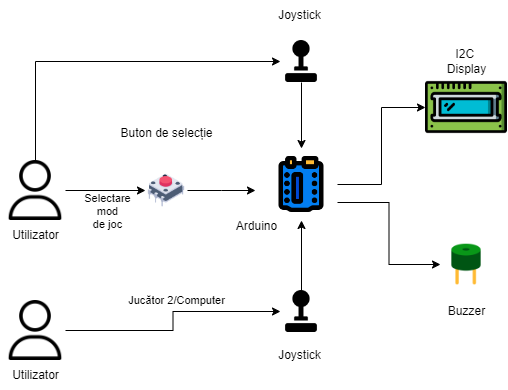 Joystick
I2C
Display
Buton de selecție
Selectare
mod
de joc
Utilizator
Arduino
Jucător 2/Computer
Buzzer
Joystick
Utilizator